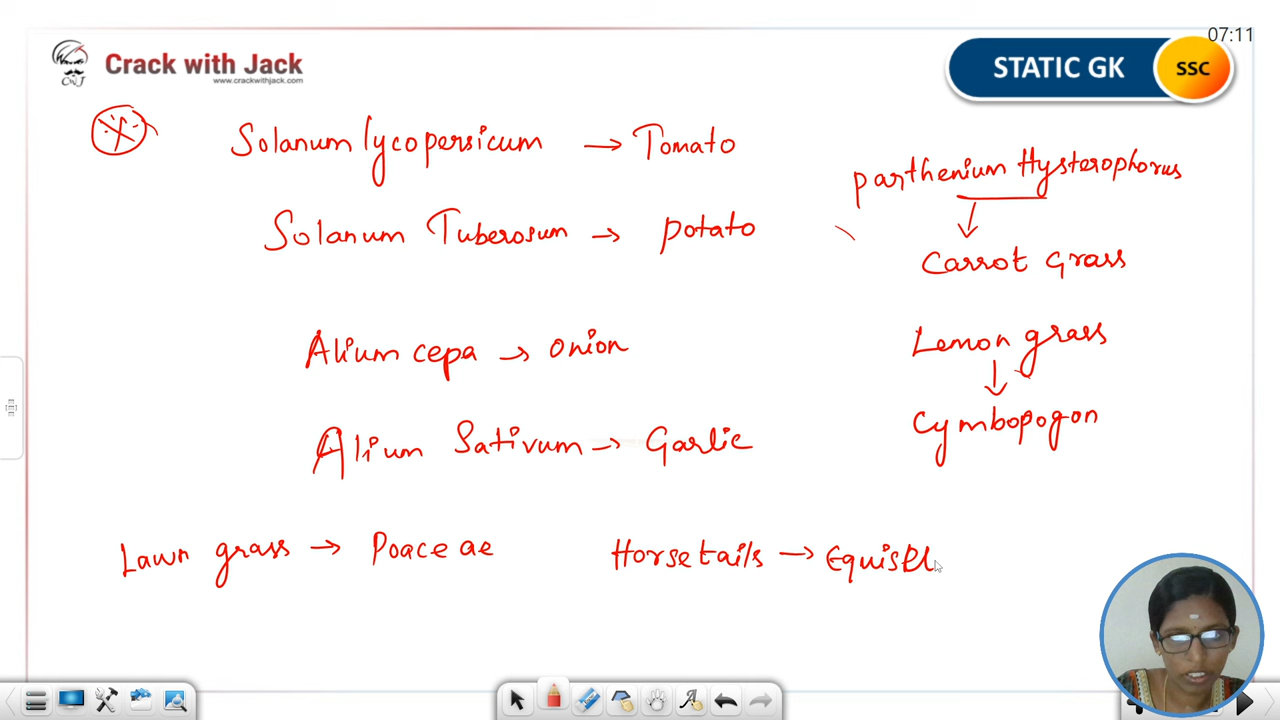 07:11
Crack with Jack
www.crackwithjack.com
CWJ
STATIC GK
SSC
Solanum lycopersicum → Tomato
Solanum Tuberosum → potato
Alium cepa → onion
Alium Sativum → Garlic
Lawn grass → Poaceae
Horsetails → Equiset
parthenium Hysterophorus
↓
Carrot Grass
Lemon grass
↓
Cymbopogon